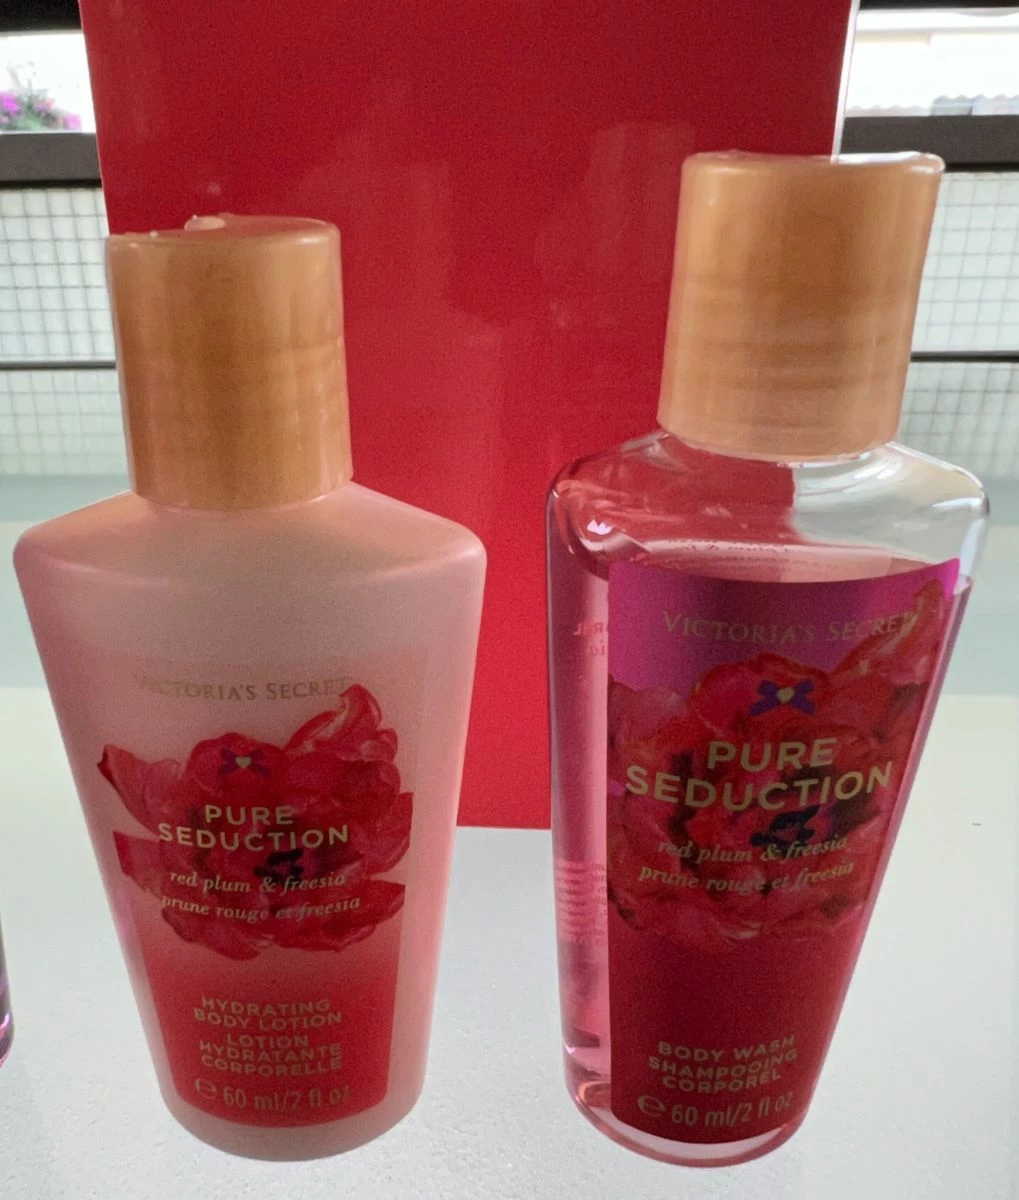 VICTORIA'S SECRET
PURE
SEDUCTION
red plum & freesia
prune rouge et freesia
HYDRATING
BODY LOTION
LOTION
HYDRATANTE
CORPORELLE
℮ 60 ml/2 fl oz
VICTORIA'S SECRET
PURE
SEDUCTION
red plum & freesia
prune rouge et freesia
BODY WASH
SHAMPOOING
CORPOREL
℮ 60 ml/2 fl oz